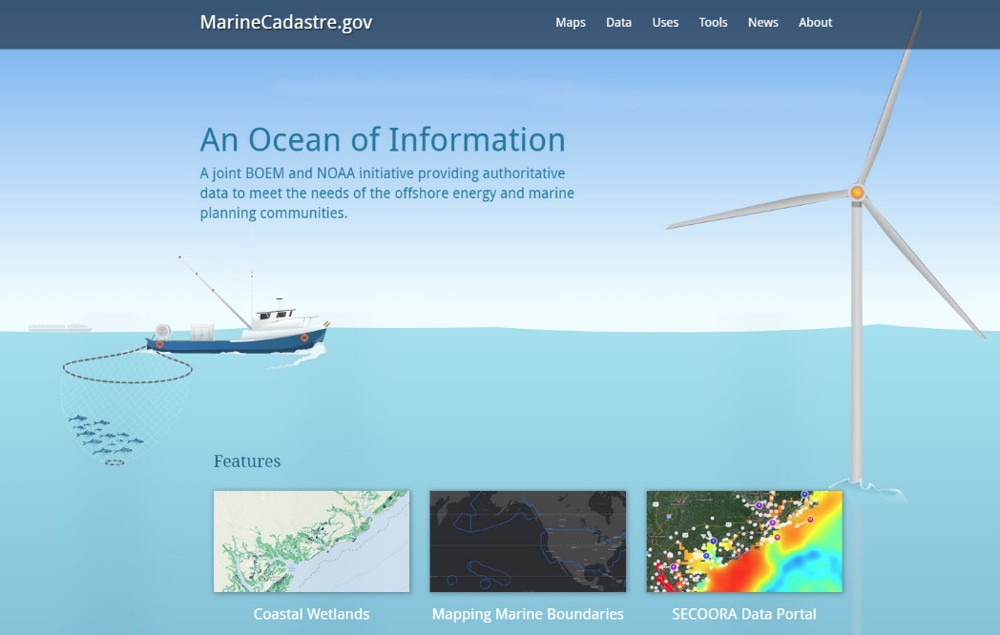 MarineCadastre.gov
Maps Data Uses Tools News About
An Ocean of Information
A joint BOEM and NOAA initiative providing authoritative
data to meet the needs of the offshore energy and marine
planning communities.
Features
Coastal Wetlands
Mapping Marine Boundaries
SECOORA Data Portal